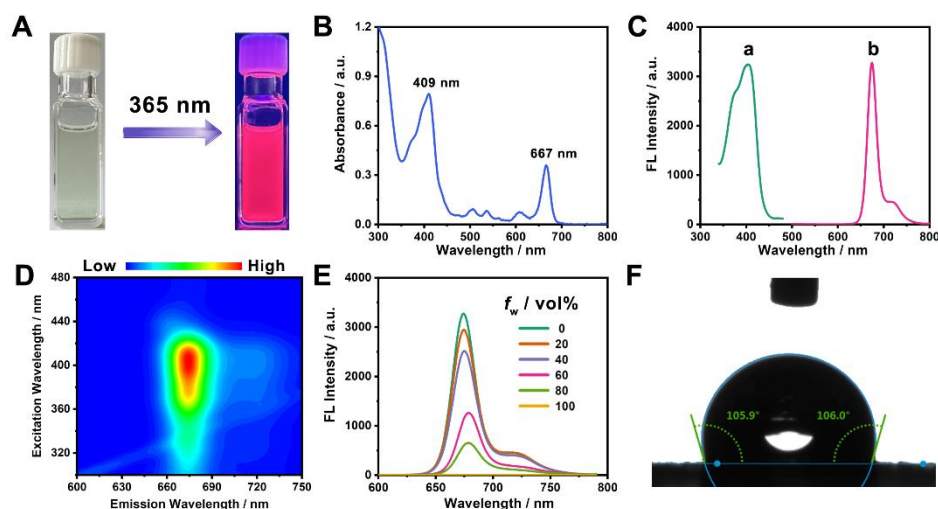 A
365 nm
B
Absorbance / a.u.
1.2
0.9
0.6
0.3
0.0
409 nm
667 nm
300 400 500 600 700 800
Wavelength / nm
C
FL Intensity / a.u.
4000
3000
2000
1000
0
a
b
300 400 500 600 700 800
Wavelength / nm
D
Low
High
Excitation Wavelength / nm
480
440
400
360
320
600 630 660 690 720 750
Emission Wavelength / nm
E
FL Intensity / a.u.
4000
3500
3000
2500
2000
1500
1000
500
0
fw / vol%
0
20
40
60
80
100
600 650 700 750 800
Wavelength / nm
F
105.9°
106.0°